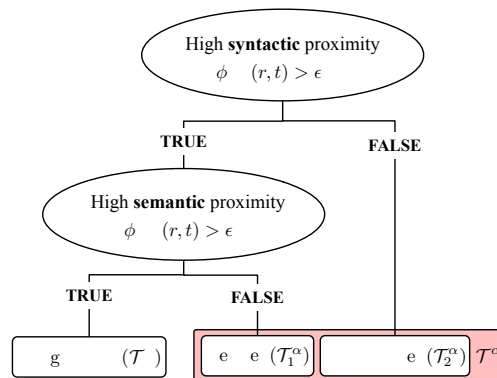 High syntactic proximity
ϕ (r, t) > ϵ
TRUE
FALSE
High semantic proximity
ϕ (r, t) > ϵ
TRUE
FALSE
g (𝒯 )
e e (𝒯₁^α)
e (𝒯₂^α)
𝒯^α